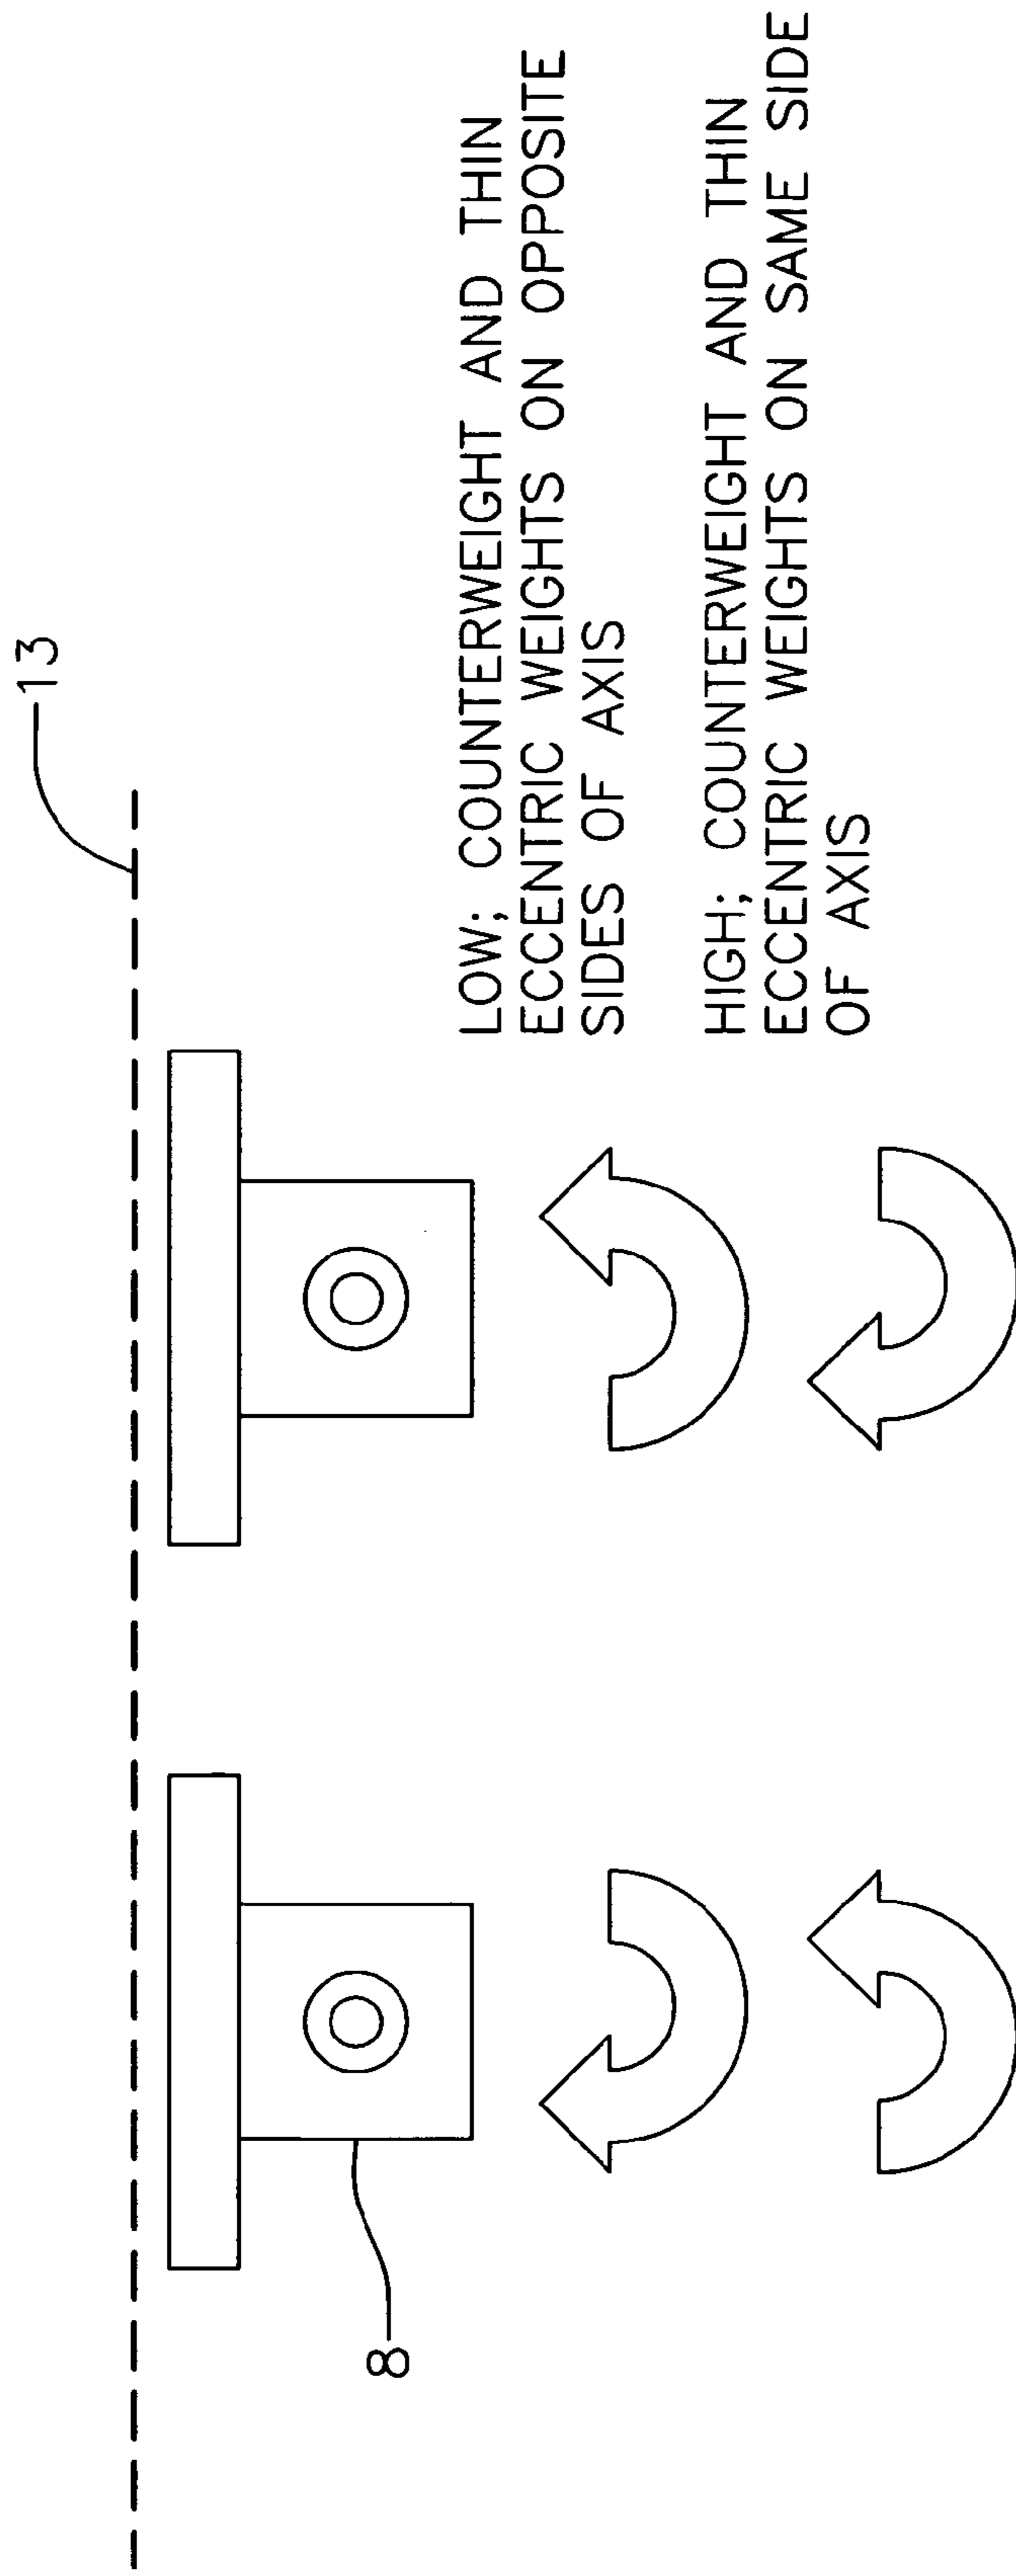 13
8
LOW; COUNTERWEIGHT AND THIN
ECCENTRIC WEIGHTS ON OPPOSITE
SIDES OF AXIS
HIGH; COUNTERWEIGHT AND THIN
ECCENTRIC WEIGHTS ON SAME SIDE
OF AXIS